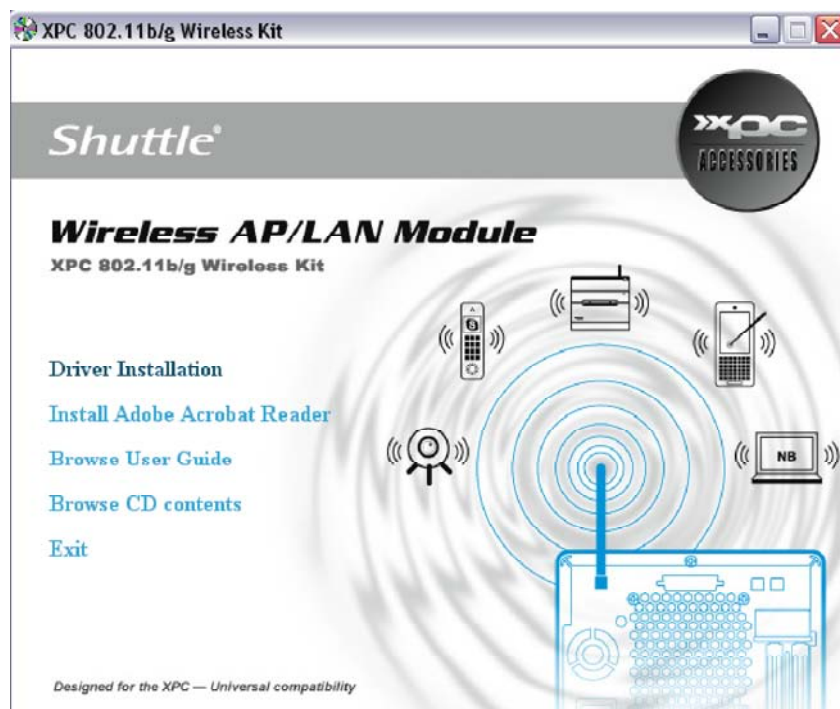 XPC 802.11b/g Wireless Kit
Shuttle®
xpc
ACCESSORIES
Wireless AP/LAN Module
XPC 802.11b/g Wireless Kit
Driver Installation
Install Adobe Acrobat Reader
Browse User Guide
Browse CD contents
Exit
NB
Designed for the XPC — Universal compatibility